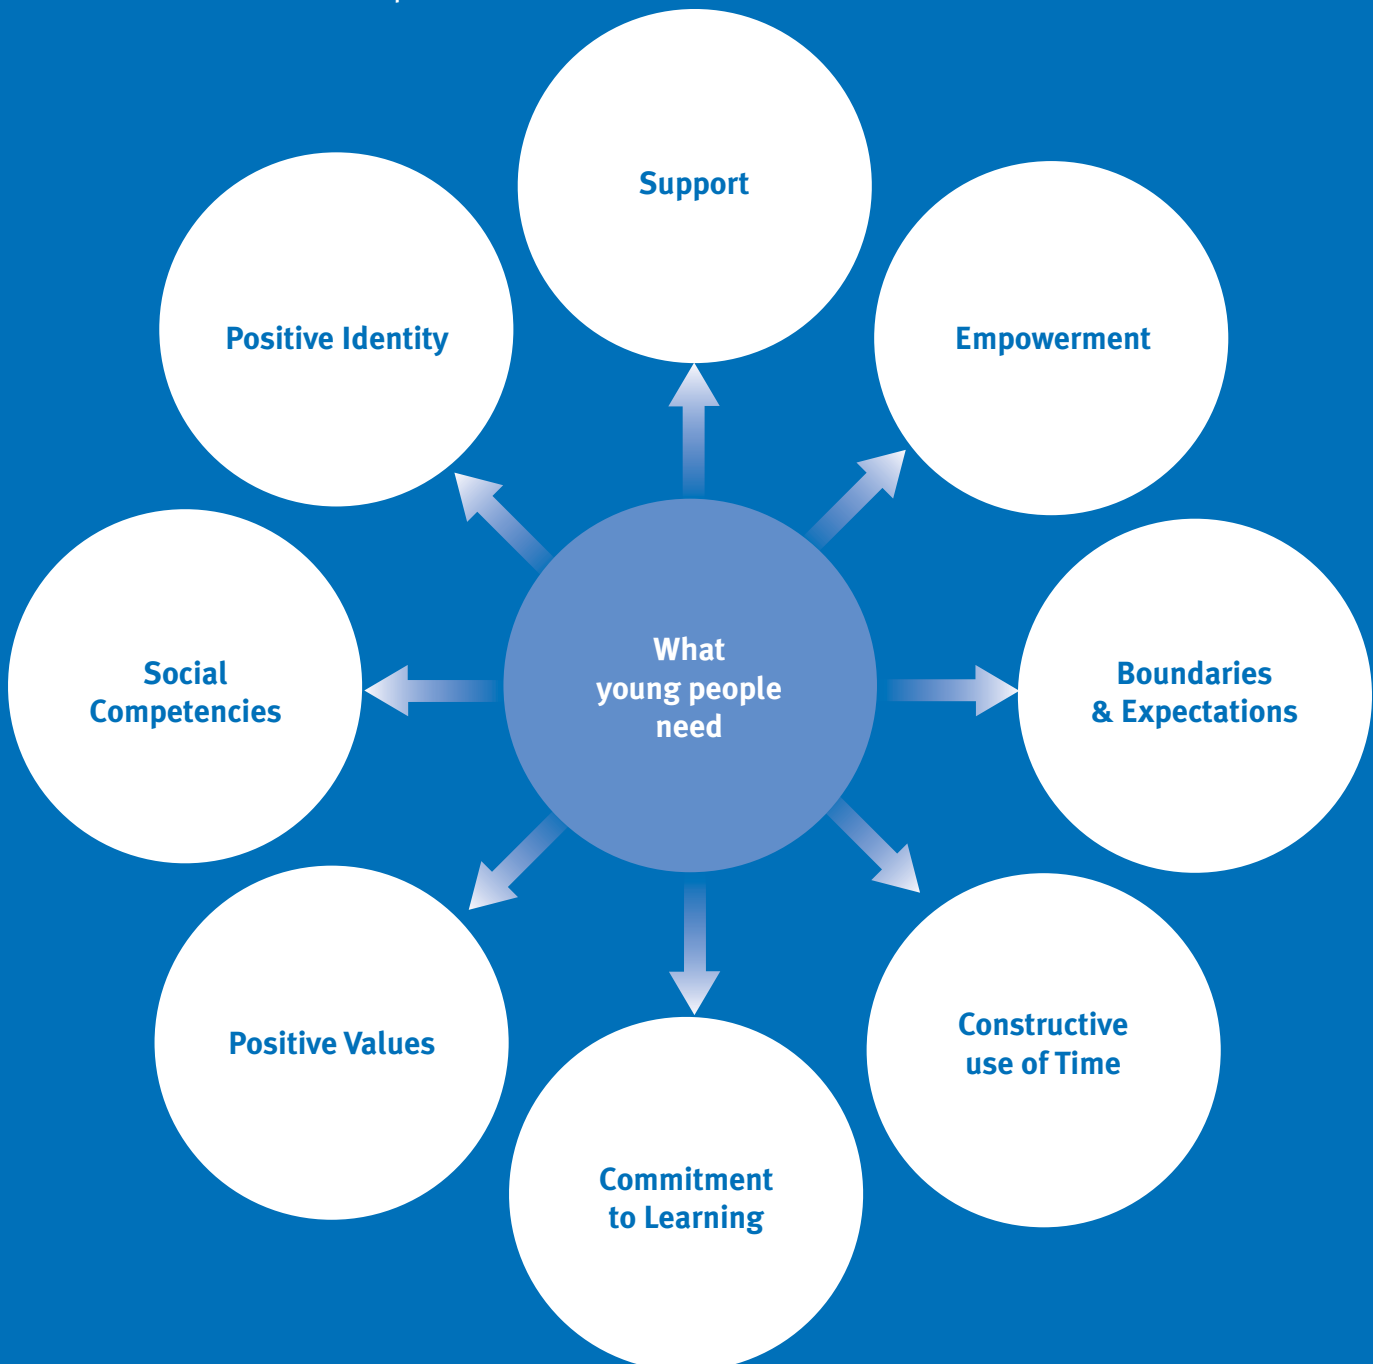 Support
Empowerment
Boundaries
& Expectations
Constructive
use of Time
Commitment
to Learning
Positive Values
Social
Competencies
Positive Identity
What
young people
need